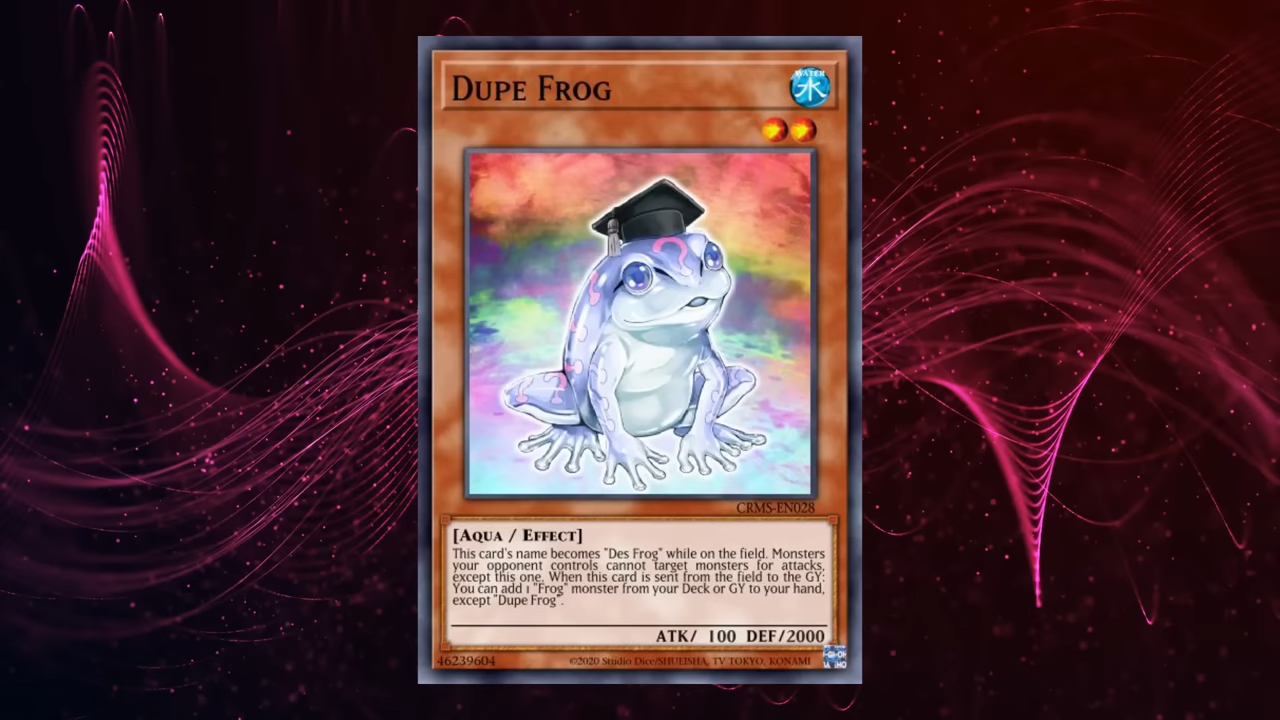 DUPE FROG
WATER
水
CRMS-EN028
[AQUA / EFFECT]
This card's name becomes "Des Frog" while on the field. Monsters
your opponent controls cannot target monsters for attacks,
except this one. When this card is sent from the field to the GY:
You can add 1 "Frog" monster from your Deck or GY to your hand,
except "Dupe Frog".
ATK/ 100 DEF/2000
46239604 ©2020 Studio Dice/SHUEISHA, TV TOKYO, KONAMI